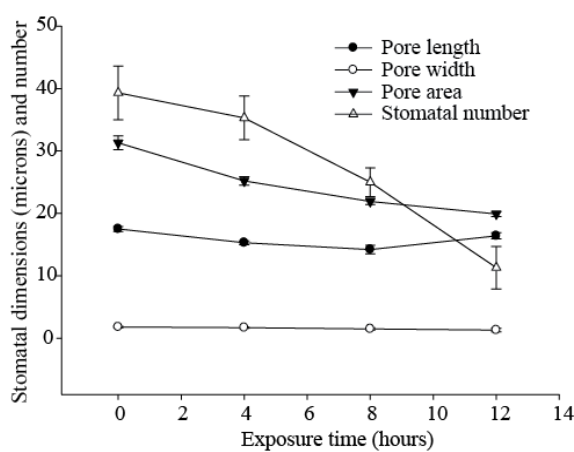 50
40
30
20
10
0
Stomatal dimensions (microns) and number
Pore length
Pore width
Pore area
Stomatal number
0 2 4 6 8 10 12 14
Exposure time (hours)